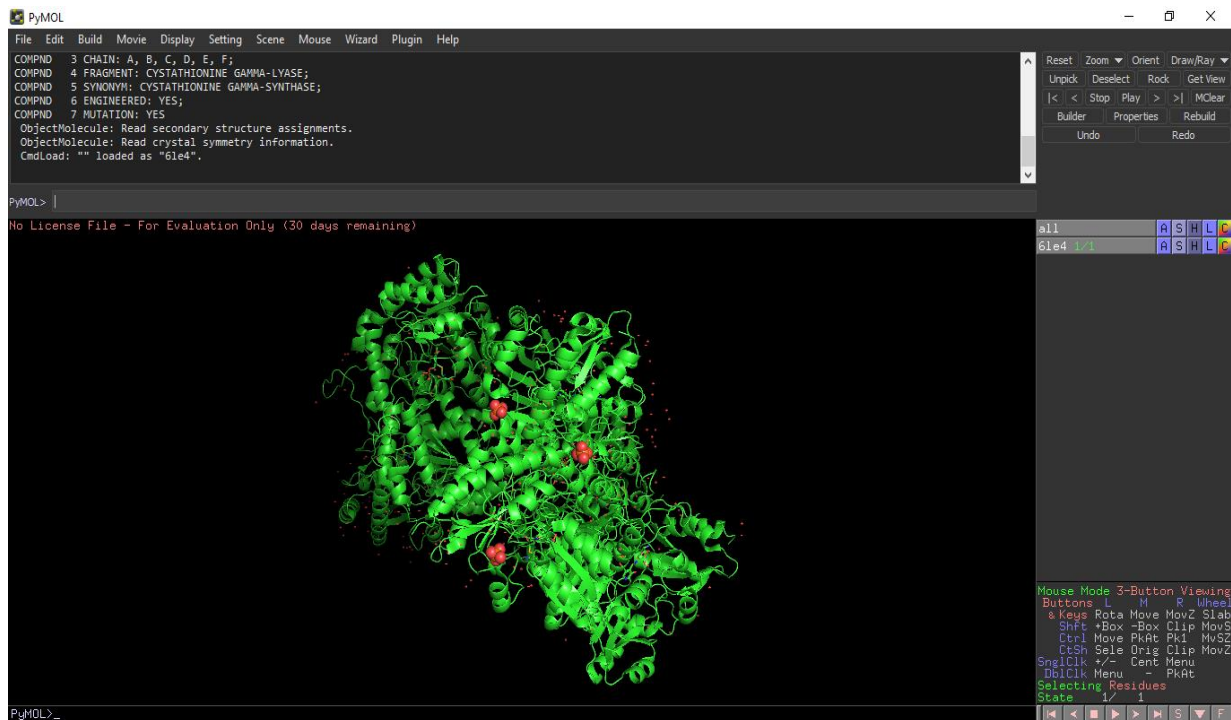 PyMOL
File Edit Build Movie Display Setting Scene Mouse Wizard Plugin Help
COMPND 3 CHAIN: A, B, C, D, E, F;
COMPND 4 FRAGMENT: CYSTATHIONINE GAMMA-LYASE;
COMPND 5 SYNONYM: CYSTATHIONINE GAMMA-SYNTHASE;
COMPND 6 ENGINEERED: YES;
COMPND 7 MUTATION: YES
ObjectMolecule: Read secondary structure assignments.
ObjectMolecule: Read crystal symmetry information.
CmdLoad: "" loaded as "6le4".
Reset Zoom ▼ Orient Draw/Ray ▼
Unpick Deselect Rock Get View
|< < Stop Play > >| MClear
Builder Properties Rebuild
Undo Redo
PyMOL>
No License File - For Evaluation Only (30 days remaining)
all A S H L C
6le4 1/1 A S H L C
Mouse Mode 3-Button Viewing
Buttons L M R Wheel
& Keys Rota Move MovZ Slab
Shft +Box -Box Clip MovS
Ctrl Move PkAt Pk1 MvSZ
CtSh Sele Orig Clip MovZ
SnglClk +/- Cent Menu
DblClk Menu - PkAt
Selecting Residues
State 1/ 1
PyMOL>_
S F